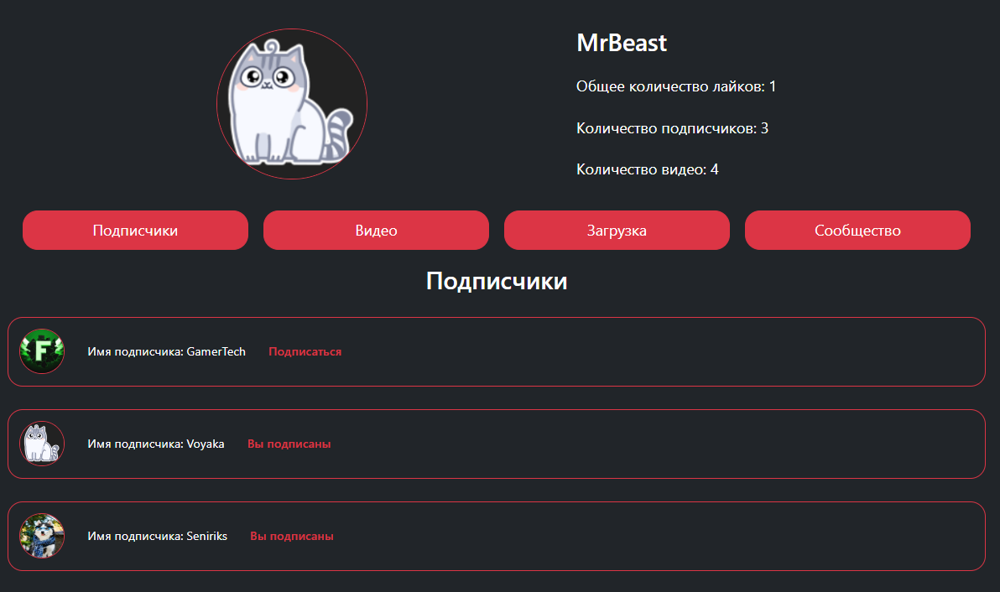 MrBeast
Общее количество лайков: 1
Количество подписчиков: 3
Количество видео: 4
Подписчики
Видео
Загрузка
Сообщество
Подписчики
F
Имя подписчика: GamerTech
Подписаться
Имя подписчика: Voyaka
Вы подписаны
Имя подписчика: Seniriks
Вы подписаны